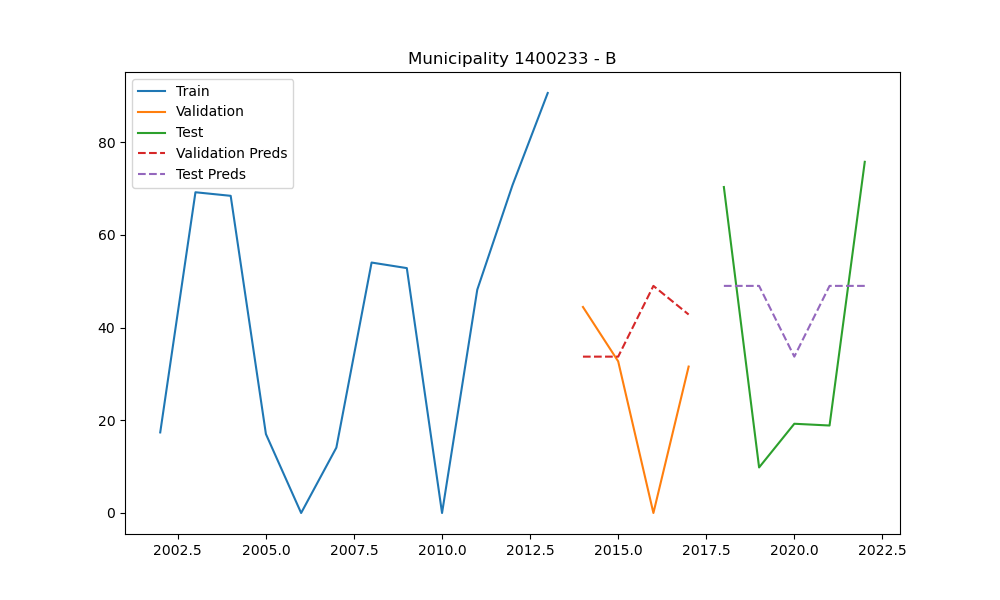 Municipality 1400233 - B
Train
Validation
Test
Validation Preds
Test Preds
80
60
40
20
0
2002.5 2005.0 2007.5 2010.0 2012.5 2015.0 2017.5 2020.0 2022.5